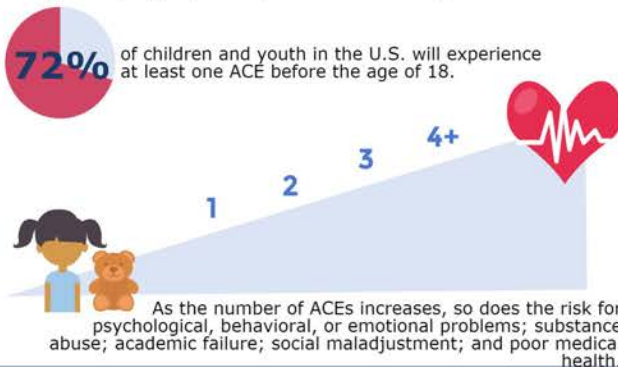 72%
of children and youth in the U.S. will experience
at least one ACE before the age of 18.
1
2
3
4+
As the number of ACEs increases, so does the risk for
psychological, behavioral, or emotional problems; substance
abuse; academic failure; social maladjustment; and poor medical
health.